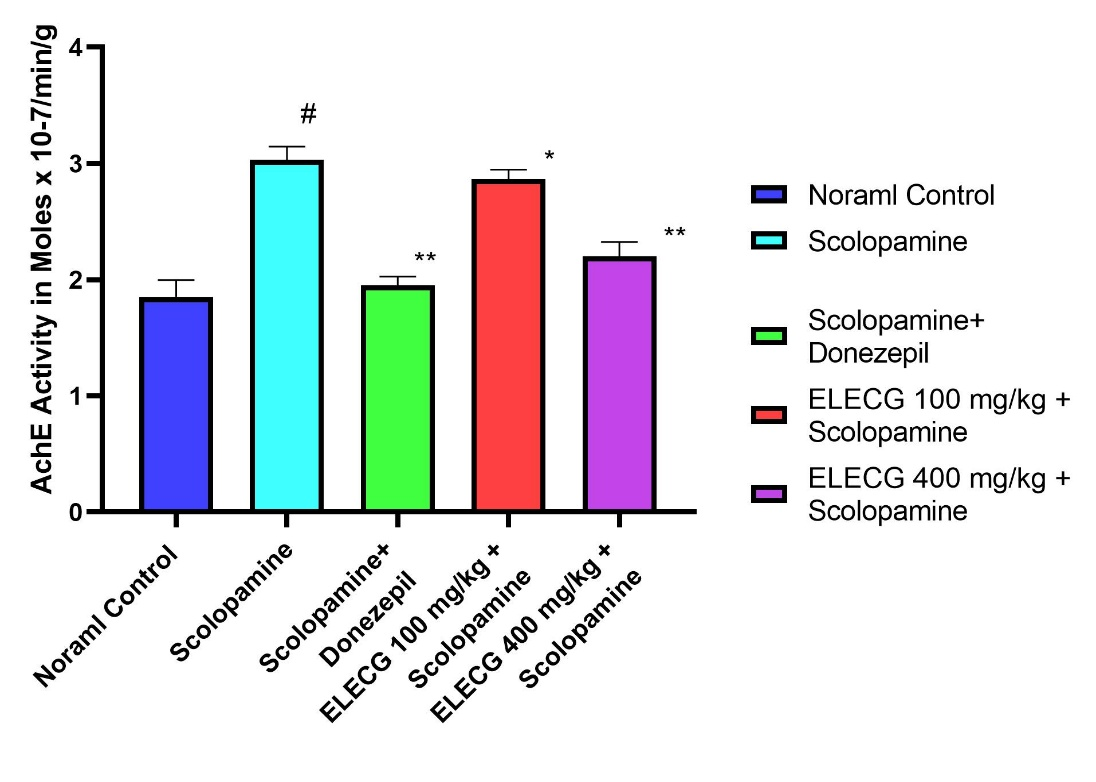 AchE Activity in Moles x 10-7/min/g
4
3
2
1
0
#
**
*
**
Noraml Control
Scolopamine
Scolopamine+
Donezepil
ELECG 100 mg/kg +
Scolopamine
ELECG 400 mg/kg +
Scolopamine
Noraml Control
Scolopamine
Scolopamine+
Donezepil
ELECG 100 mg/kg +
Scolopamine
ELECG 400 mg/kg +
Scolopamine